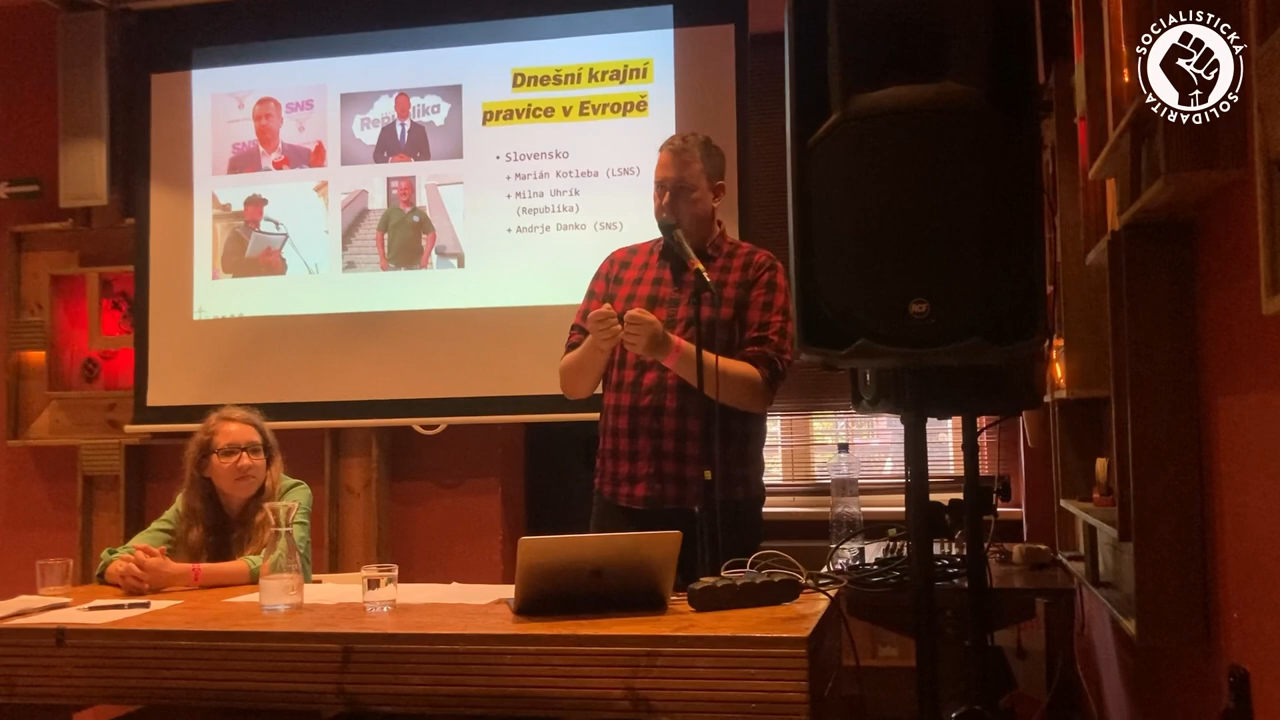 Dnešní krajní
pravice v Evropě
• Slovensko
+ Marián Kotleba (LSNS)
+ Milna Uhrík
(Republika)
+ Andrje Danko (SNS)
SNS
Republika
SOCIALISTICKÁ
SOLIDARITA
RCF